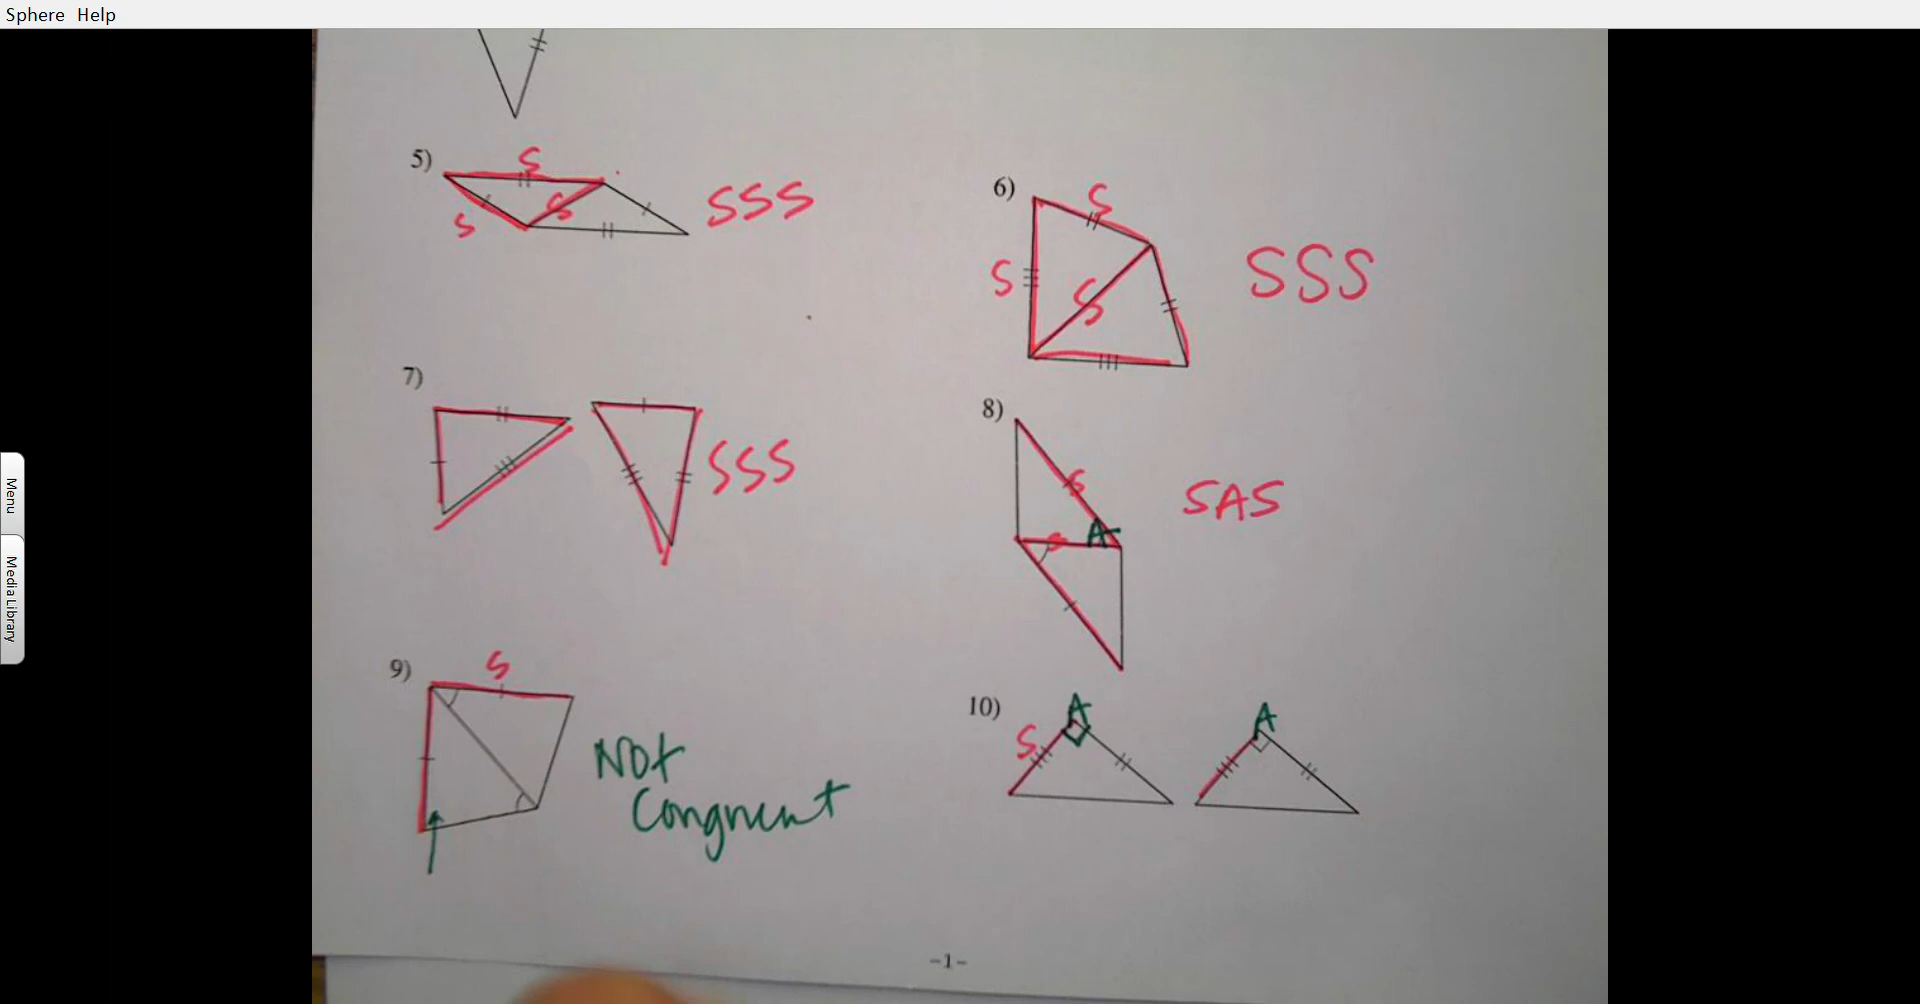 Sphere Help
5) S SSS
S S
6) S SSS
S S
7) SSS
8) S SAS
S A
9) S
Not
Congruent
10) S A A
Menu
Media Library
-1-